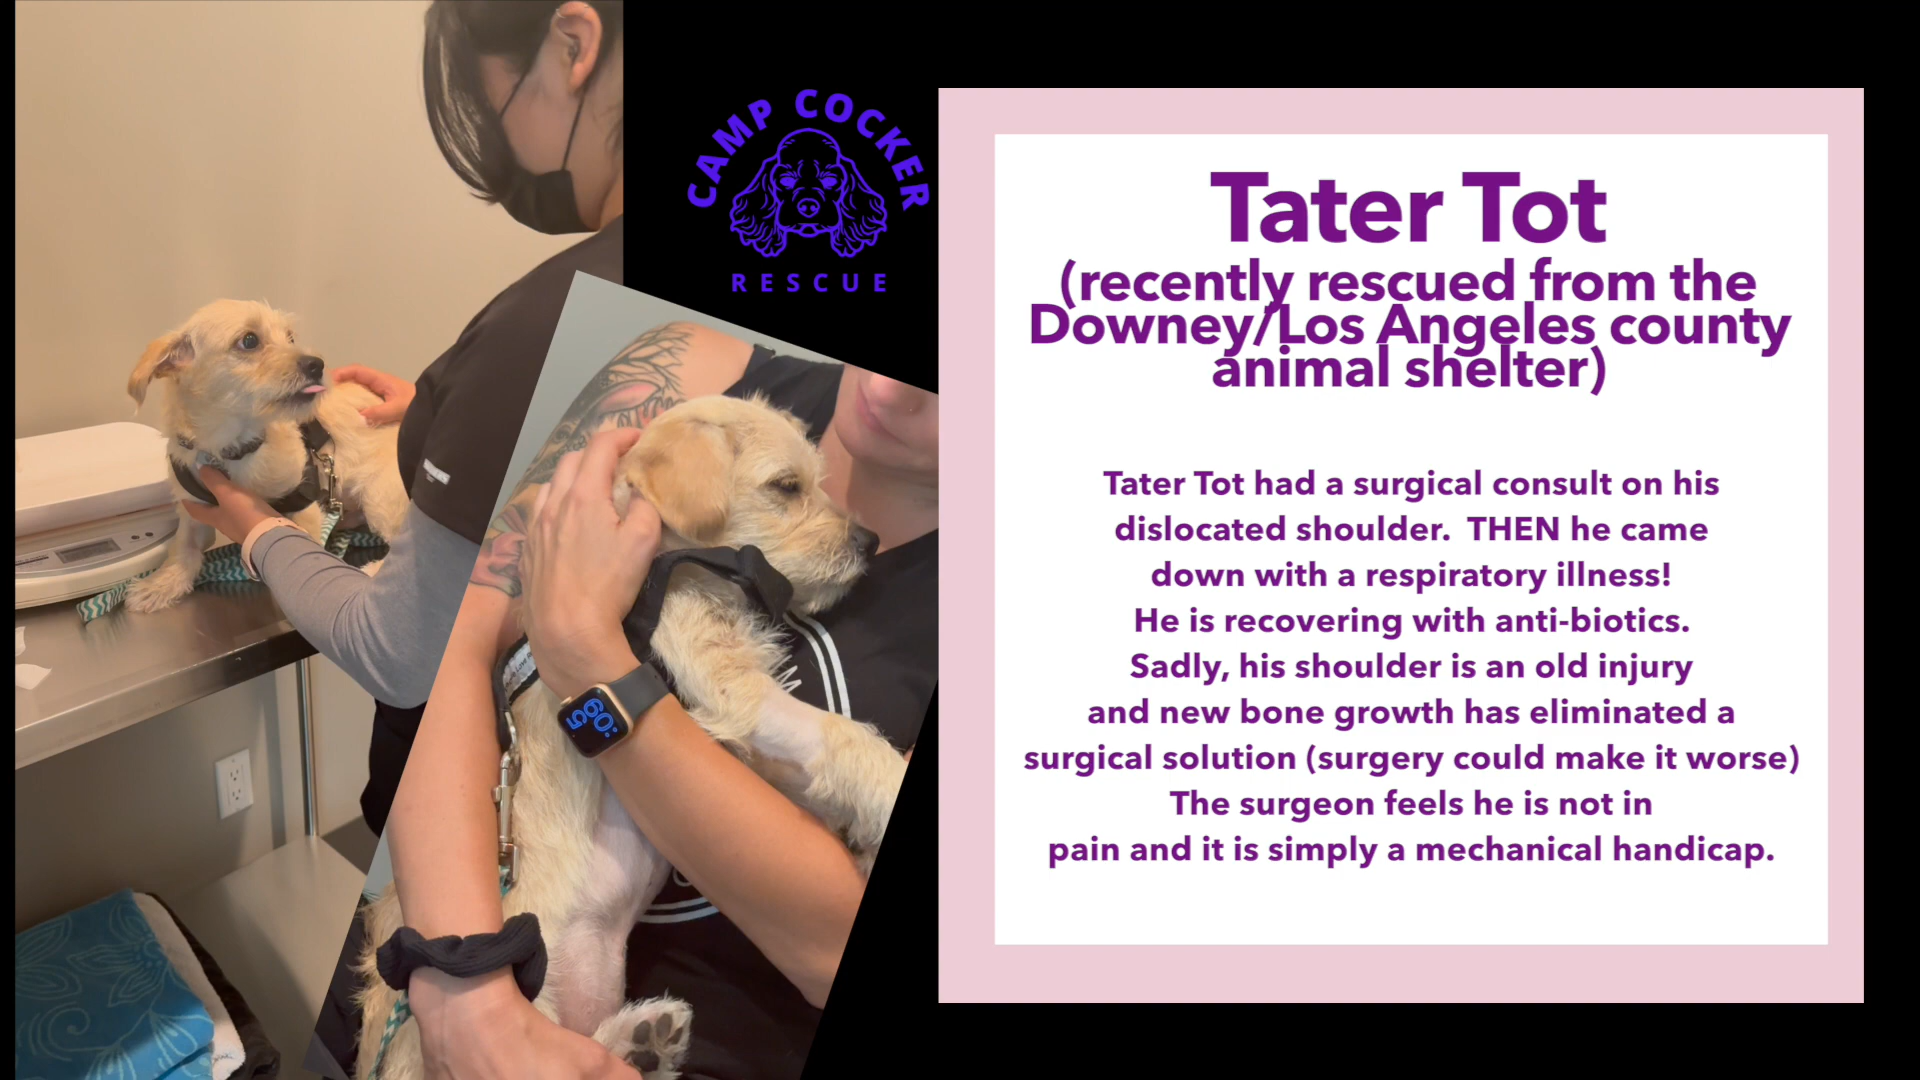 CAMP COCKER
RESCUE
Tater Tot
(recently rescued from the
Downey/Los Angeles county
animal shelter)
Tater Tot had a surgical consult on his
dislocated shoulder. THEN he came
down with a respiratory illness!
He is recovering with anti-biotics.
Sadly, his shoulder is an old injury
and new bone growth has eliminated a
surgical solution (surgery could make it worse)
The surgeon feels he is not in
pain and it is simply a mechanical handicap.